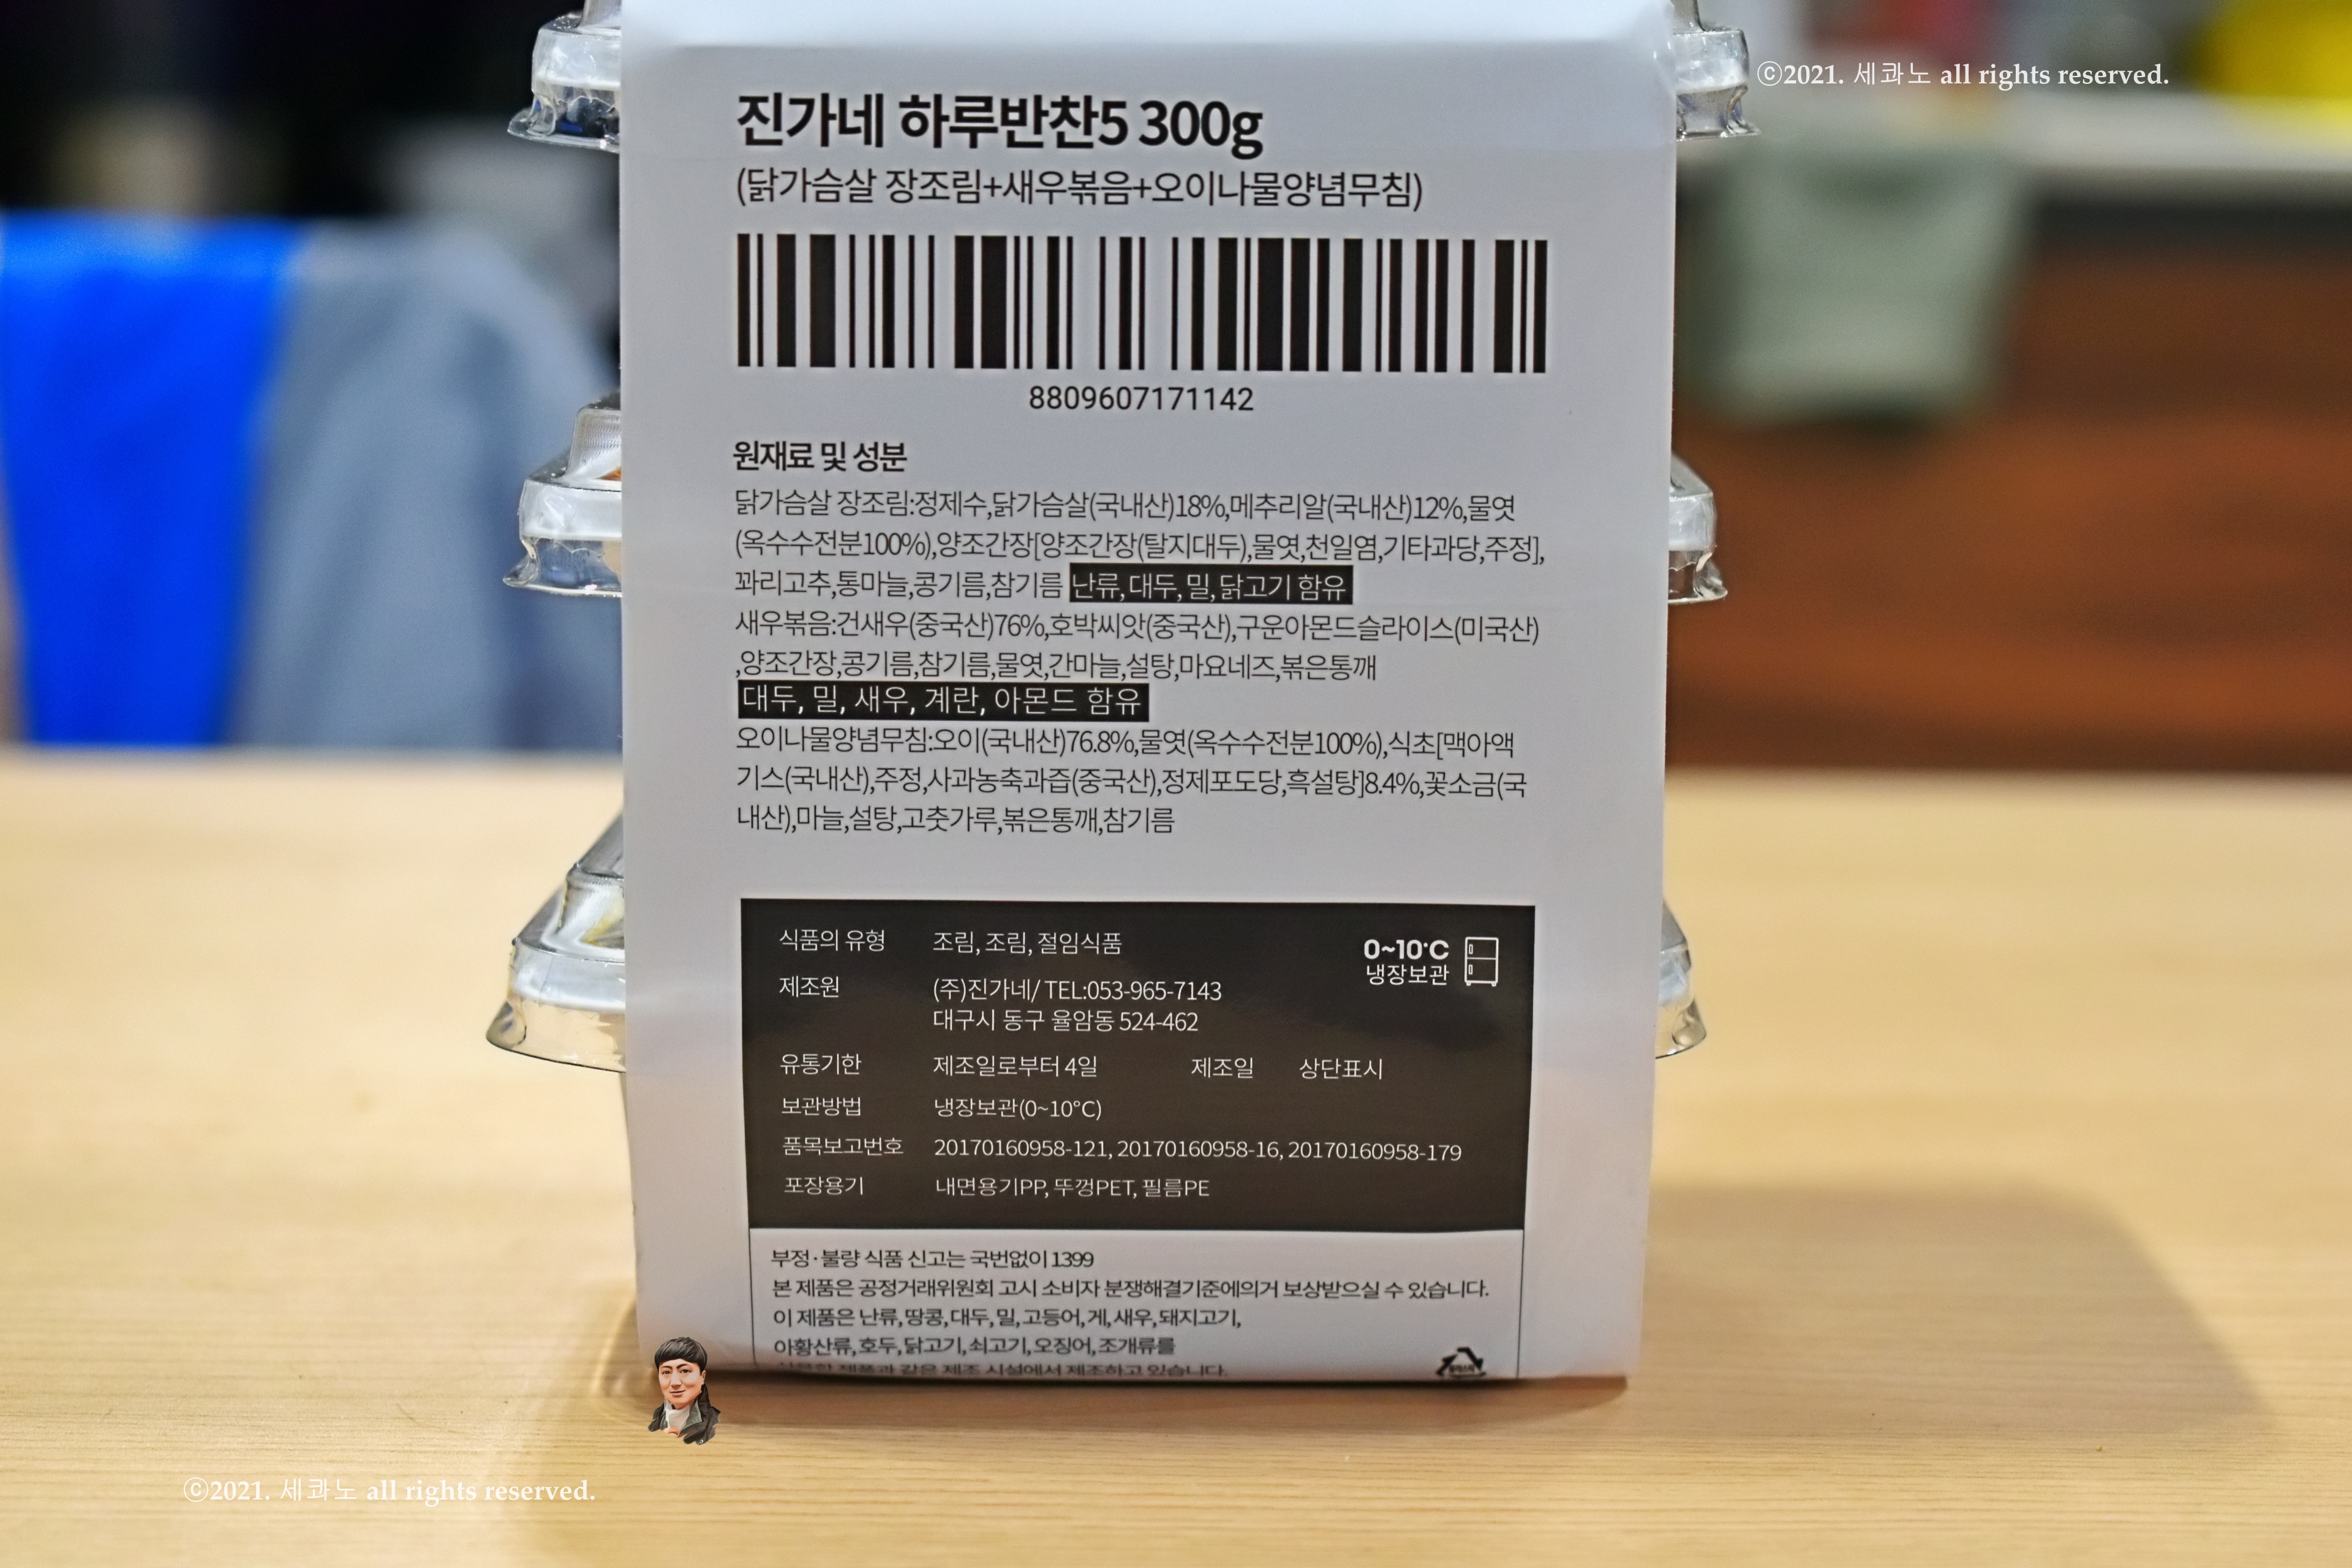 ⓒ2021. 세콰노 all rights reserved.
진가네 하루반찬5 300g
(닭가슴살 장조림+새우볶음+오이나물양념무침)
8809607171142
원재료 및 성분
닭가슴살 장조림:정제수,닭가슴살(국내산)18%,메추리알(국내산)12%,물엿
(옥수수전분100%),양조간장[양조간장(탈지대두),물엿,천일염,기타과당,주정],
꽈리고추,통마늘,콩기름,참기름 난류, 대두, 밀, 닭고기 함유
새우볶음:건새우(중국산)76%,호박씨앗(중국산),구운아몬드슬라이스(미국산)
,양조간장,콩기름,참기름,물엿,간마늘,설탕,마요네즈,볶은통깨
대두, 밀, 새우, 계란, 아몬드 함유
오이나물양념무침:오이(국내산)76.8%,물엿(옥수수전분100%),식초[맥아액
기스(국내산),주정,사과농축과즙(중국산),정제포도당,흑설탕]8.4%,꽃소금(국
내산),마늘,설탕,고춧가루,볶은통깨,참기름
식품의 유형 조림, 조림, 절임식품
0~10°C
냉장보관
제조원 (주)진가네/ TEL:053-965-7143
대구시 동구 율암동 524-462
유통기한 제조일로부터 4일 제조일 상단표시
보관방법 냉장보관(0~10°C)
품목보고번호 20170160958-121, 20170160958-16, 20170160958-179
포장용기 내면용기PP, 뚜껑PET, 필름PE
부정·불량 식품 신고는 국번없이 1399
본 제품은 공정거래위원회 고시 소비자 분쟁해결기준에의거 보상받으실 수 있습니다.
이 제품은 난류, 땅콩, 대두, 밀, 고등어, 게, 새우, 돼지고기,
아황산류, 호두, 닭고기, 쇠고기, 오징어, 조개류를
제품과 같은 제조 시설에서 제조하고 있습니다.
ⓒ2021. 세콰노 all rights reserved.